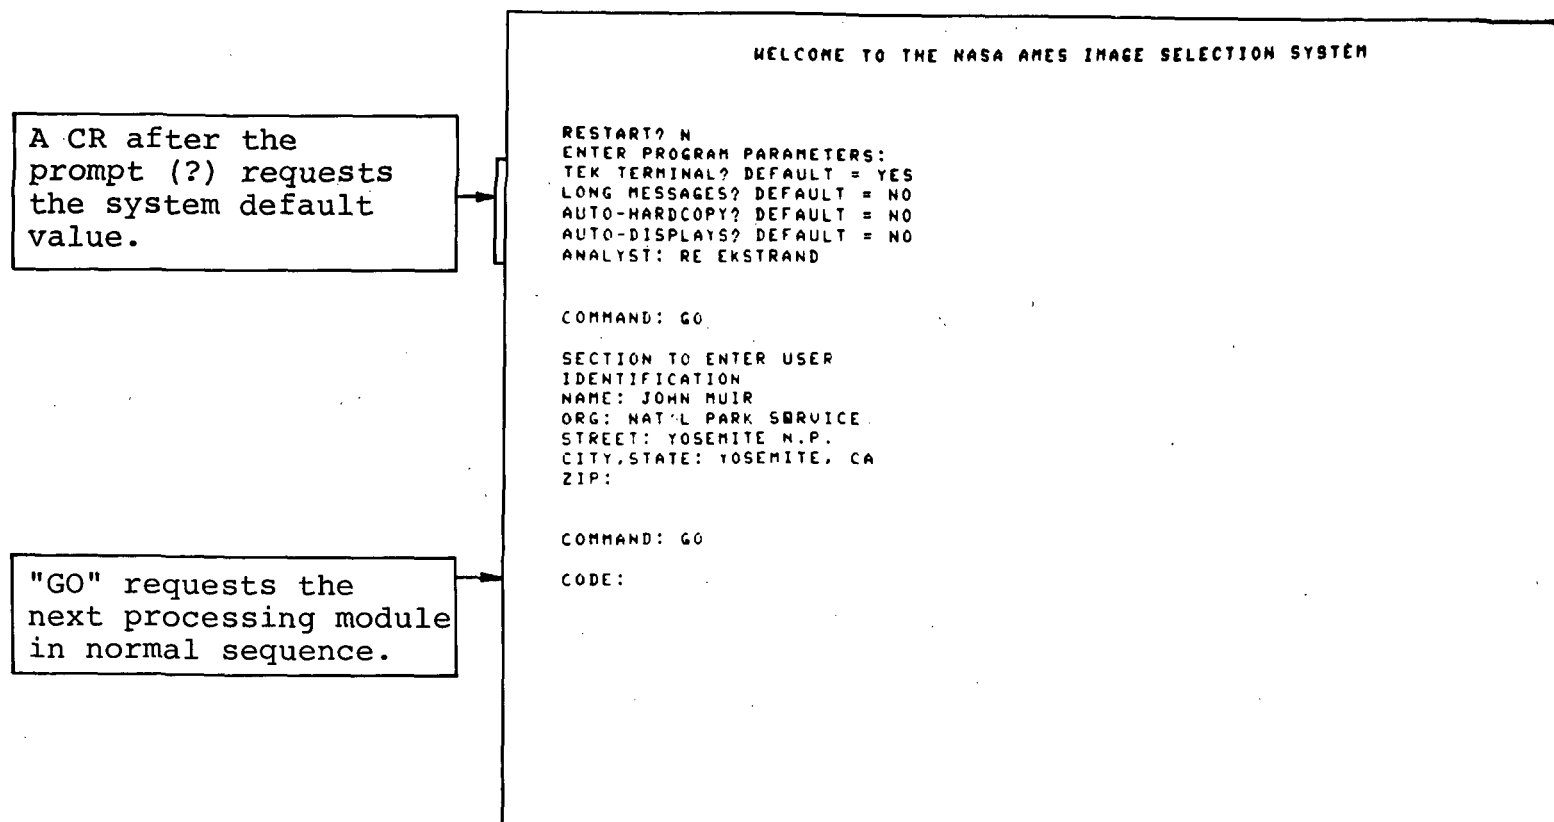 WELCOME TO THE NASA AMES IMAGE SELECTION SYSTEM
A CR after the
prompt (?) requests
the system default
value.
RESTART? N
ENTER PROGRAM PARAMETERS:
TEK TERMINAL? DEFAULT = YES
LONG MESSAGES? DEFAULT = NO
AUTO-HARDCOPY? DEFAULT = NO
AUTO-DISPLAYS? DEFAULT = NO
ANALYST: RE EKSTRAND
COMMAND: GO
SECTION TO ENTER USER
IDENTIFICATION
NAME: JOHN MUIR
ORG: NAT'L PARK SERVICE
STREET: YOSEMITE N.P.
CITY,STATE: YOSEMITE, CA
ZIP:
COMMAND: GO
CODE:
"GO" requests the
next processing module
in normal sequence.